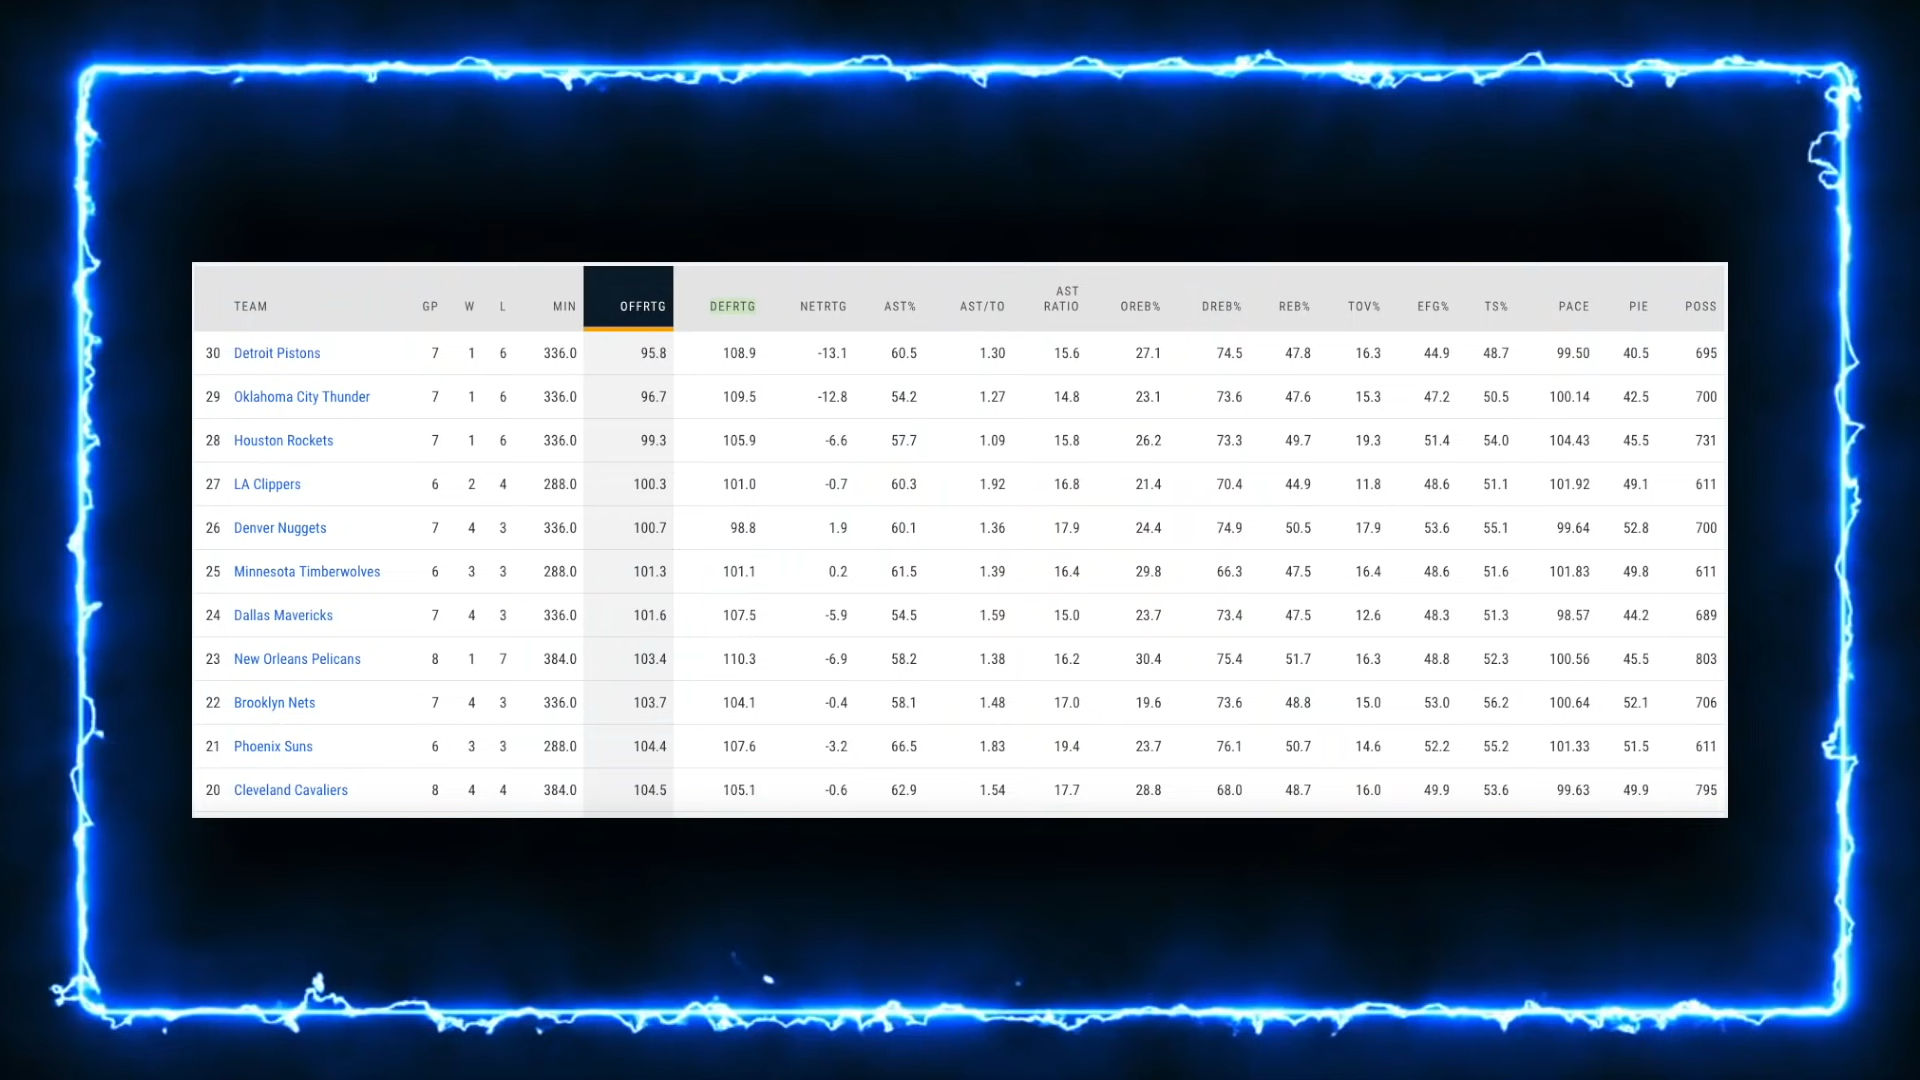 TEAM GP W L MIN OFFRTG DEFRTG NETRTG AST% AST/TO AST RATIO OREB% DREB% REB% TOV% EFG% TS% PACE PIE POSS
30 Detroit Pistons 7 1 6 336.0 95.8 108.9 -13.1 60.5 1.30 15.6 27.1 74.5 47.8 16.3 44.9 48.7 99.50 40.5 695
29 Oklahoma City Thunder 7 1 6 336.0 96.7 109.5 -12.8 54.2 1.27 14.8 23.1 73.6 47.6 15.3 47.2 50.5 100.14 42.5 700
28 Houston Rockets 7 1 6 336.0 99.3 105.9 -6.6 57.7 1.09 15.8 26.2 73.3 49.7 19.3 51.4 54.0 104.43 45.5 731
27 LA Clippers 6 2 4 288.0 100.3 101.0 -0.7 60.3 1.92 16.8 21.4 70.4 44.9 11.8 48.6 51.1 101.92 49.1 611
26 Denver Nuggets 7 4 3 336.0 100.7 98.8 1.9 60.1 1.36 17.9 24.4 74.9 50.5 17.9 53.6 55.1 99.64 52.8 700
25 Minnesota Timberwolves 6 3 3 288.0 101.3 101.1 0.2 61.5 1.39 16.4 29.8 66.3 47.5 16.4 48.6 51.6 101.83 49.8 611
24 Dallas Mavericks 7 4 3 336.0 101.6 107.5 -5.9 54.5 1.59 15.0 23.7 73.4 47.5 12.6 48.3 51.3 98.57 44.2 689
23 New Orleans Pelicans 8 1 7 384.0 103.4 110.3 -6.9 58.2 1.38 16.2 30.4 75.4 51.7 16.3 48.8 52.3 100.56 45.5 803
22 Brooklyn Nets 7 4 3 336.0 103.7 104.1 -0.4 58.1 1.48 17.0 19.6 73.6 48.8 15.0 53.0 56.2 100.64 52.1 706
21 Phoenix Suns 6 3 3 288.0 104.4 107.6 -3.2 66.5 1.83 19.4 23.7 76.1 50.7 14.6 52.2 55.2 101.33 51.5 611
20 Cleveland Cavaliers 8 4 4 384.0 104.5 105.1 -0.6 62.9 1.54 17.7 28.8 68.0 48.7 16.0 49.9 53.6 99.63 49.9 795